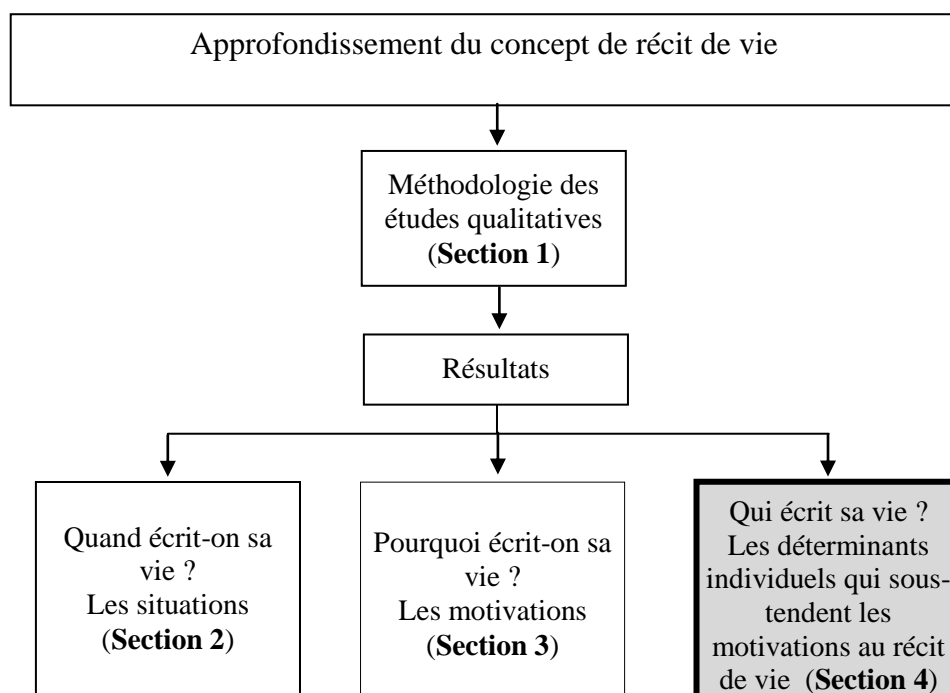 Approfondissement du concept de récit de vie
Méthodologie des
études qualitatives
(Section 1)
Résultats
Quand écrit-on sa
vie ?
Les situations
(Section 2)
Pourquoi écrit-on sa
vie ?
Les motivations
(Section 3)
Qui écrit sa vie ?
Les déterminants
individuels qui sous-
tendent les
motivations au récit
de vie  (Section 4)